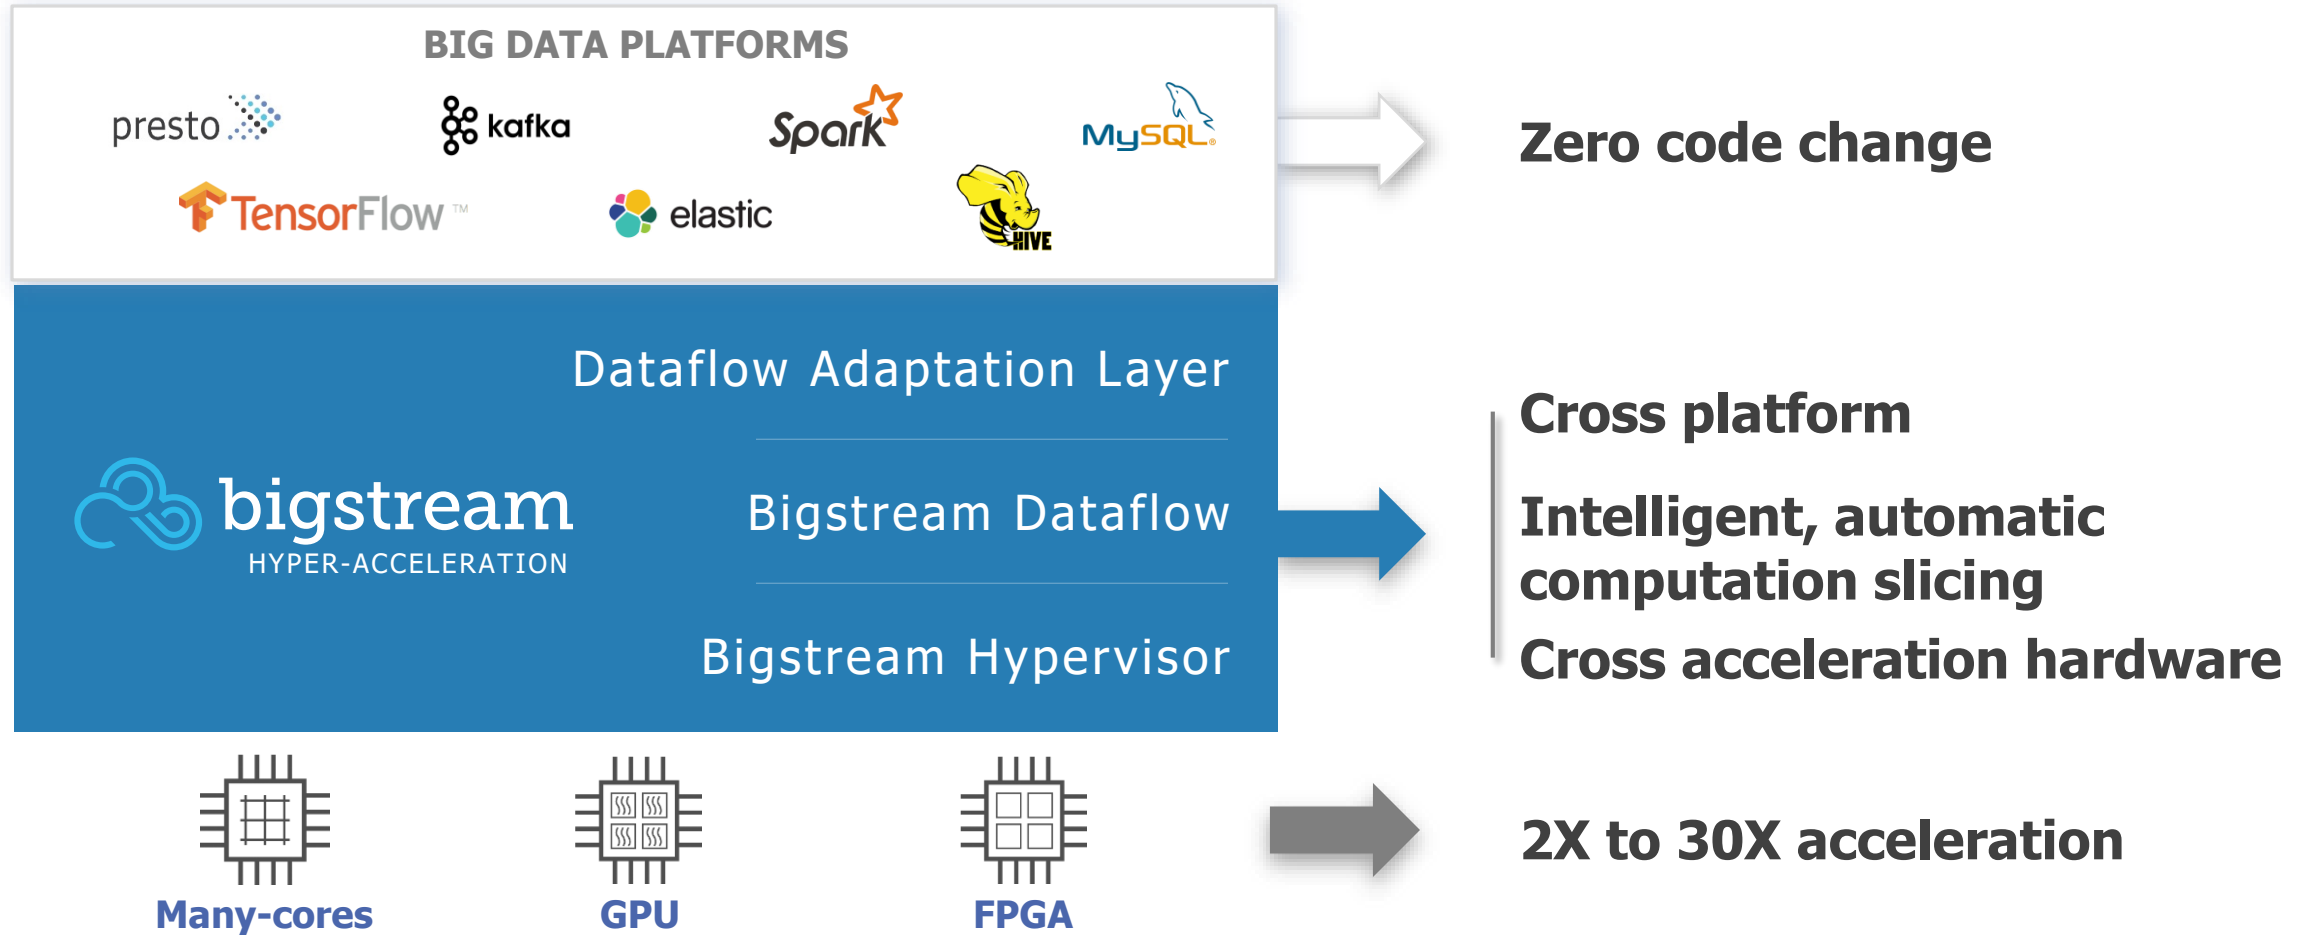 BIG DATA PLATFORMS
presto
kafka
Spark
MySQL®
TensorFlow™
elastic
HIVE
Zero code change
Dataflow Adaptation Layer
bigstream
HYPER-ACCELERATION
Bigstream Dataflow
Bigstream Hypervisor
Cross platform
Intelligent, automatic
computation slicing
Cross acceleration hardware
Many-cores
GPU
FPGA
2X to 30X acceleration